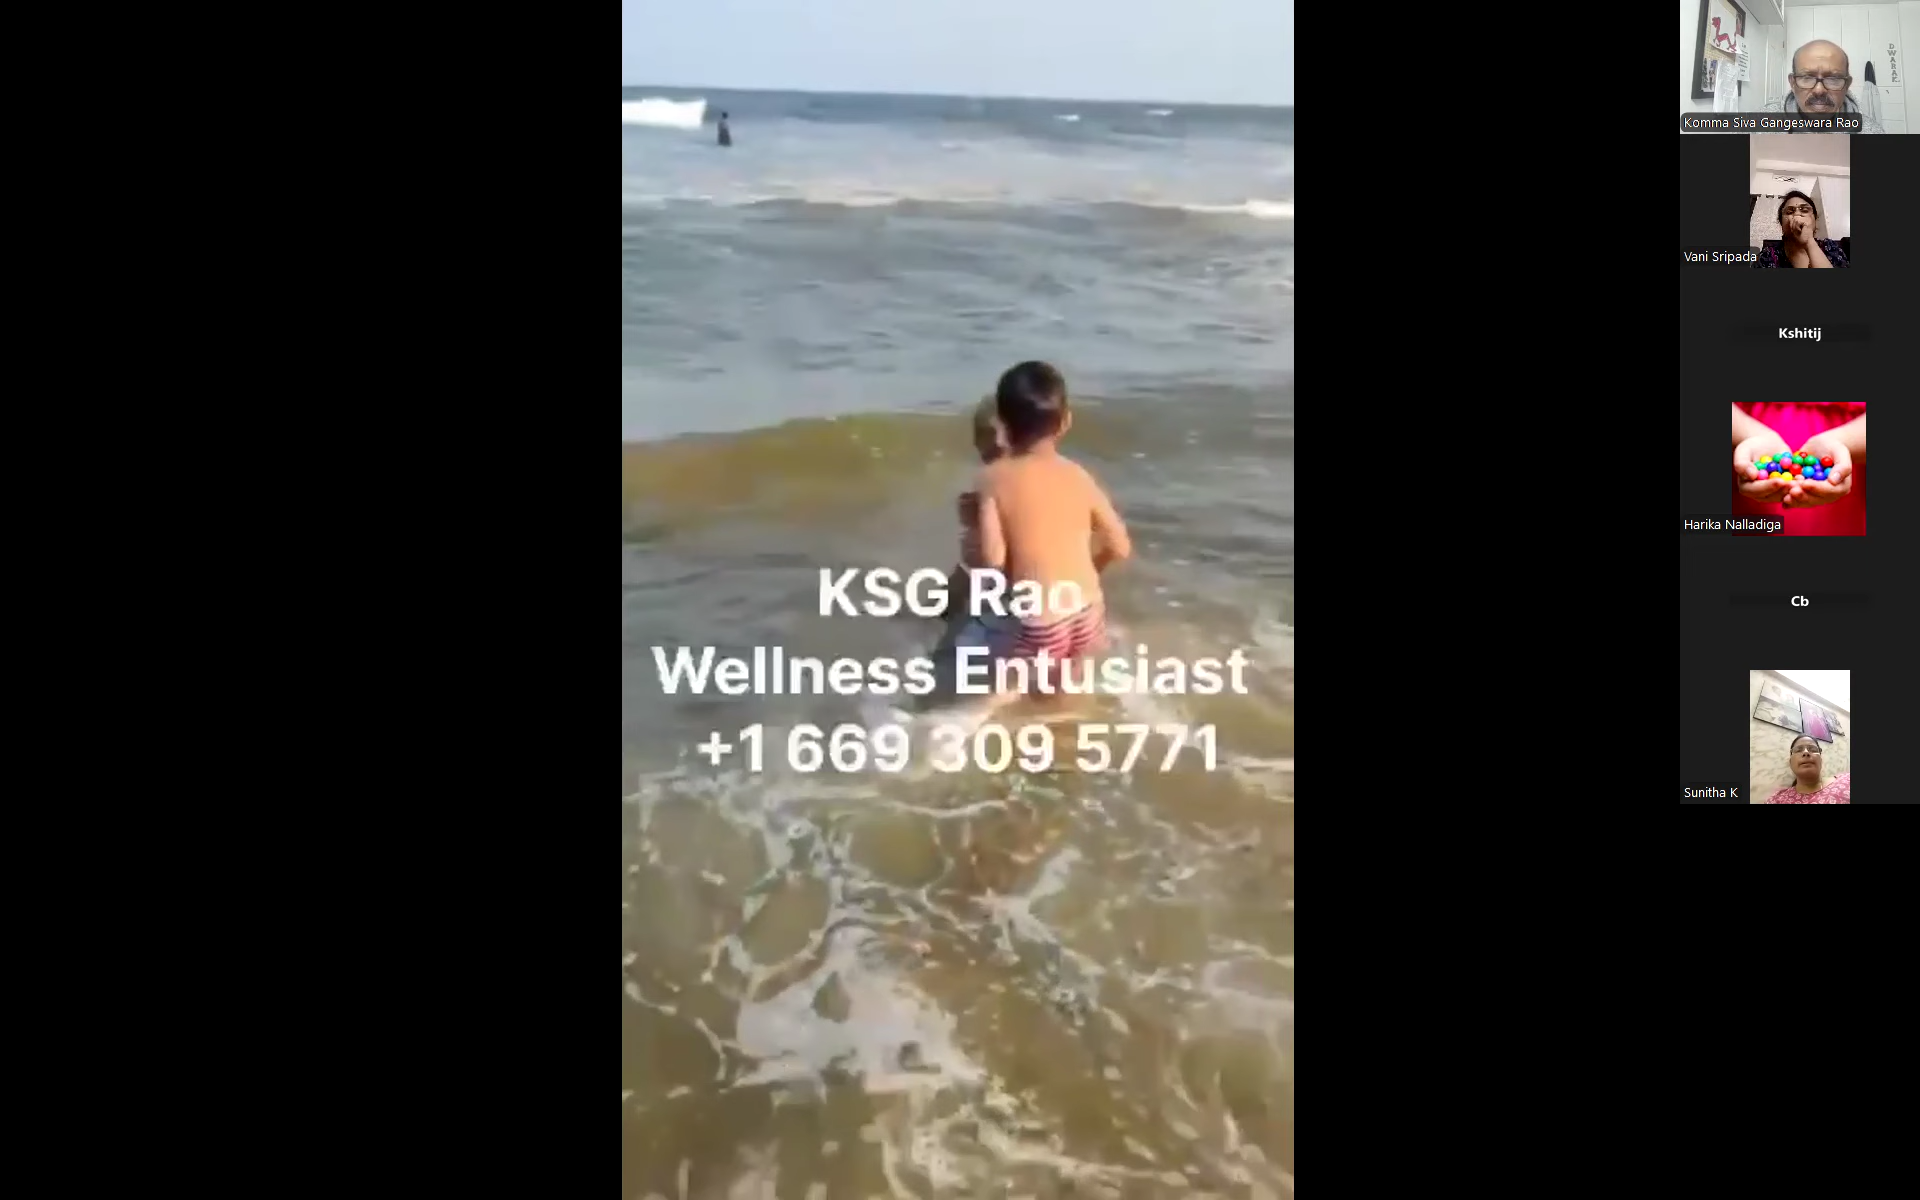 KSG Rao
Wellness Entusiast
+1 669 309 5771
DWARAK
Komma Siva Gangeswara Rao
Vani Sripada
Kshitij
Harika Nalladiga
Cb
Sunitha K